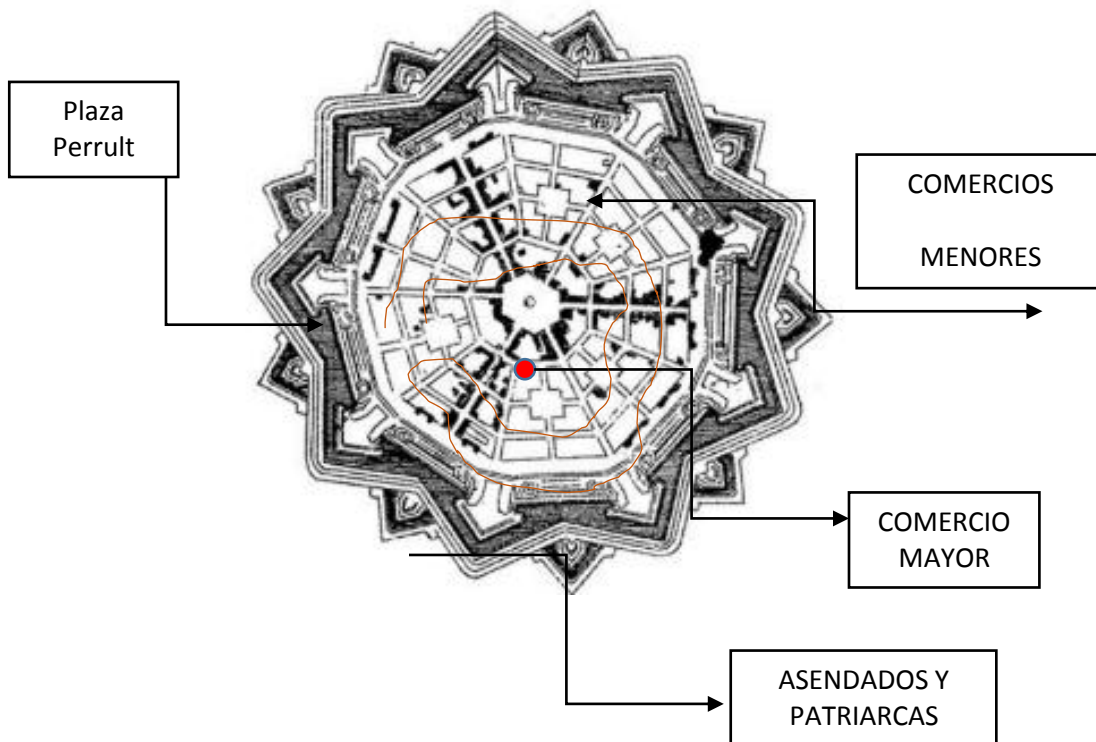 Plaza
Perrult
COMERCIOS
MENORES
COMERCIO
MAYOR
ASENDADOS Y
PATRIARCAS